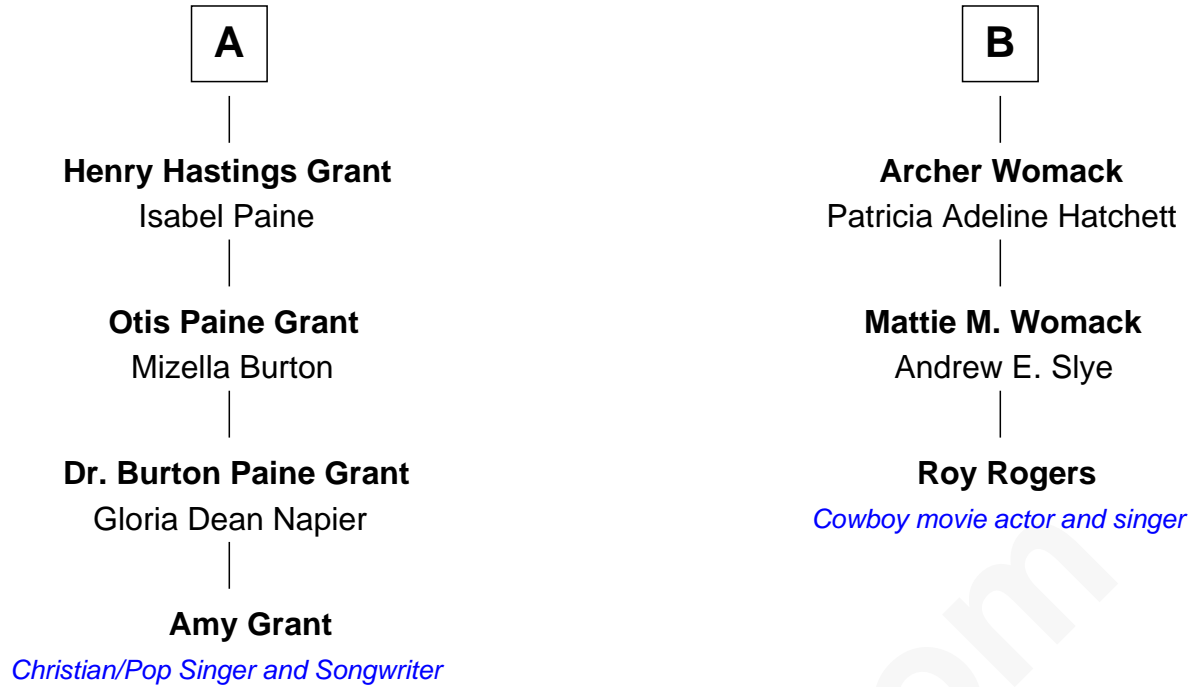 A
Henry Hastings Grant
Isabel Paine
Otis Paine Grant
Mizella Burton
Dr. Burton Paine Grant
Gloria Dean Napier
Amy Grant
Christian/Pop Singer and Songwriter
B
Archer Womack
Patricia Adeline Hatchett
Mattie M. Womack
Andrew E. Slye
Roy Rogers
Cowboy movie actor and singer
om